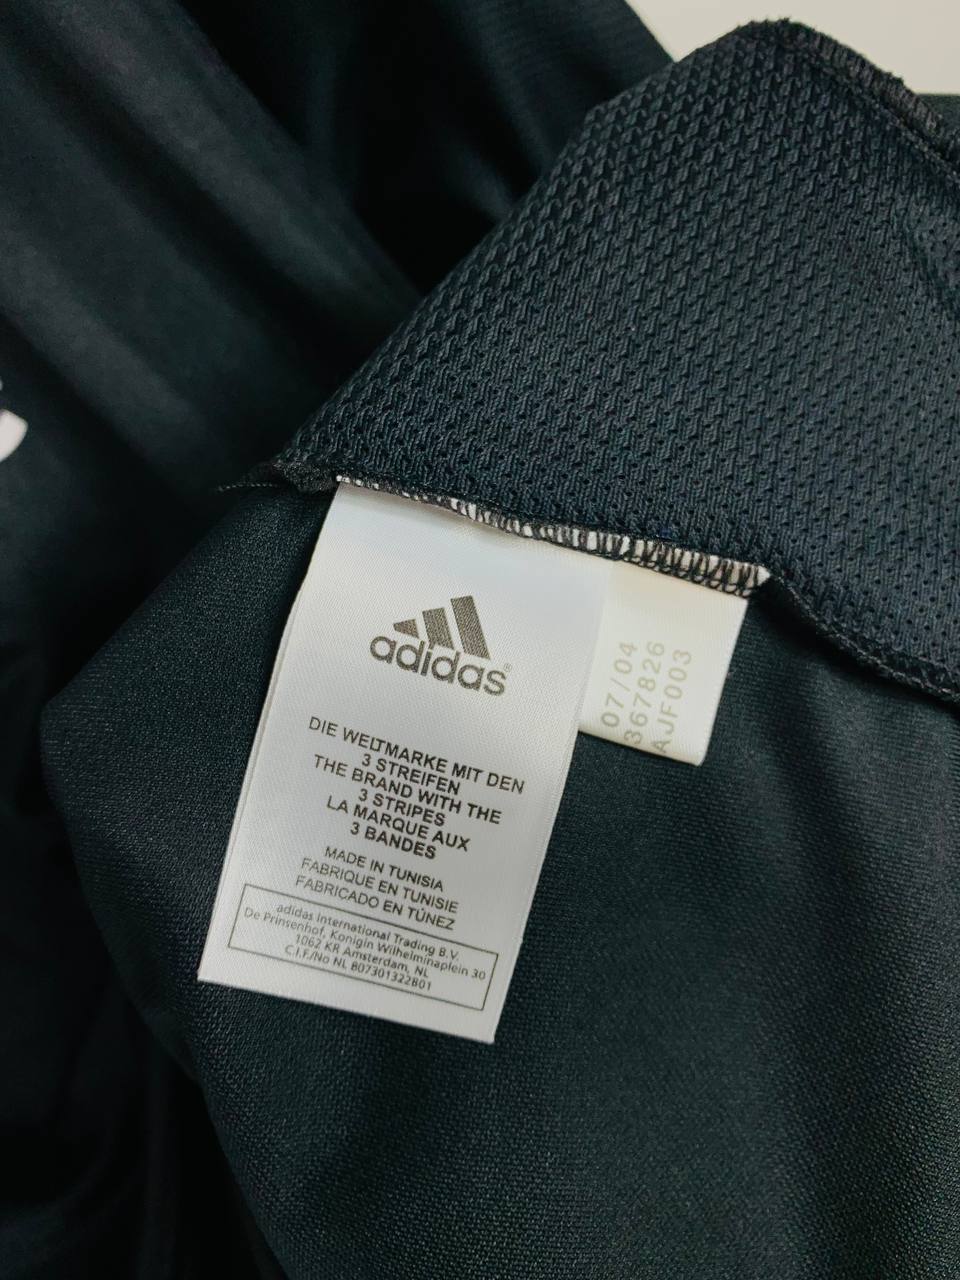 adidas®
DIE WELTMARKE MIT DEN
3 STREIFEN
THE BRAND WITH THE
3 STRIPES
LA MARQUE AUX
3 BANDES
MADE IN TUNISIA
FABRIQUE EN TUNISIE
FABRICADO EN TÚNEZ
adidas International Trading B.V.
De Prinsenhof, Konigin Wilhelminaplein 30
1062 KR Amsterdam, NL
C.I.F./No NL 807301322B01
07/04
367826
AJF003